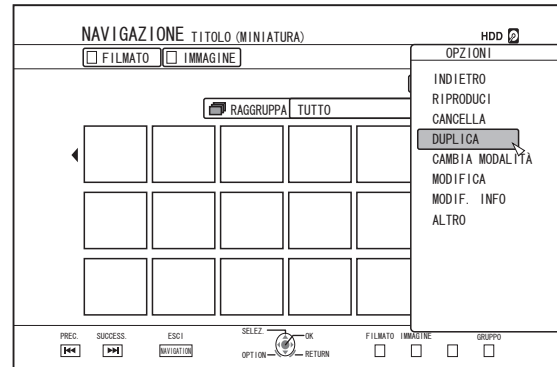 NAVIGAZIONE TITOLO (MINIATURA) HDD
FILMATO IMMAGINE
RAGGRUPPA TUTTO
OPZIONI
INDIETRO
RIPRODUCI
CANCELLA
DUPLICA
CAMBIA MODALITÀ
MODIFICA
MODIF. INFO
ALTRO
PREC. SUCCESS. ESCI SELEZ. OK FILMATO IMMAGINE GRUPPO
NAVIGATION OPTION RETURN